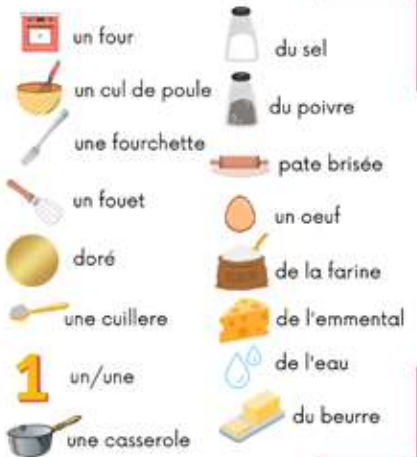 un four
un cul de poule
une fourchette
un fouet
doré
une cuillere
1 un/une
une casserole
du sel
du poivre
pate brisée
un oeuf
de la farine
de l'emmental
de l'eau
du beurre